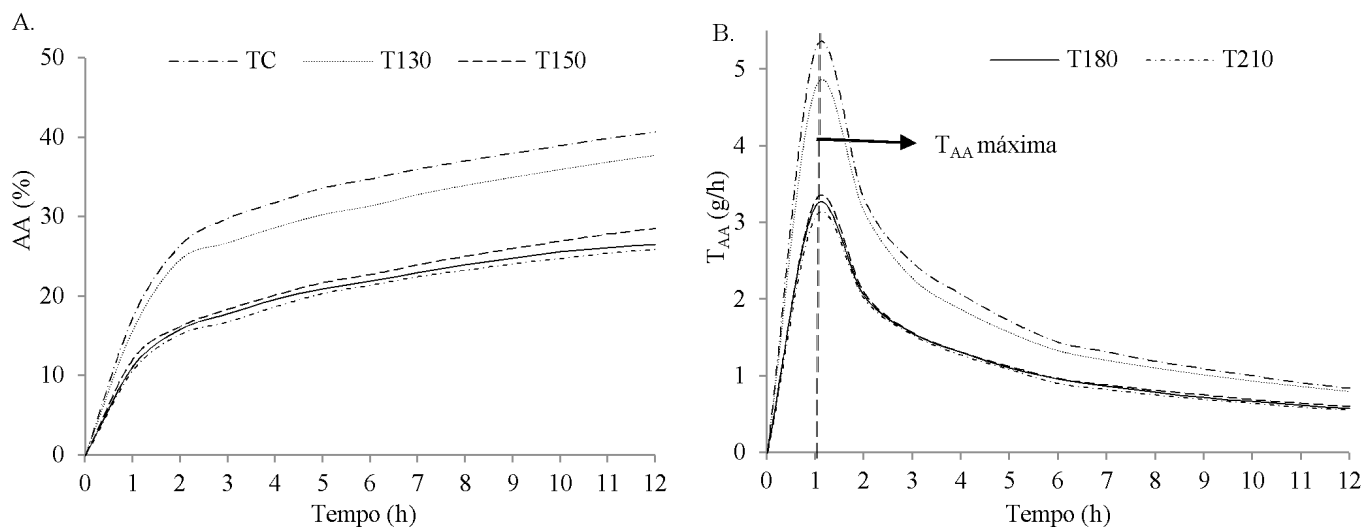 A.
TC T130 T150
AA (%)
50
40
30
20
10
0
0 1 2 3 4 5 6 7 8 9 10 11 12
Tempo (h)
B.
T180 T210
T_AA máxima
T_AA (g/h)
5
4
3
2
1
0
0 1 2 3 4 5 6 7 8 9 10 11 12
Tempo (h)